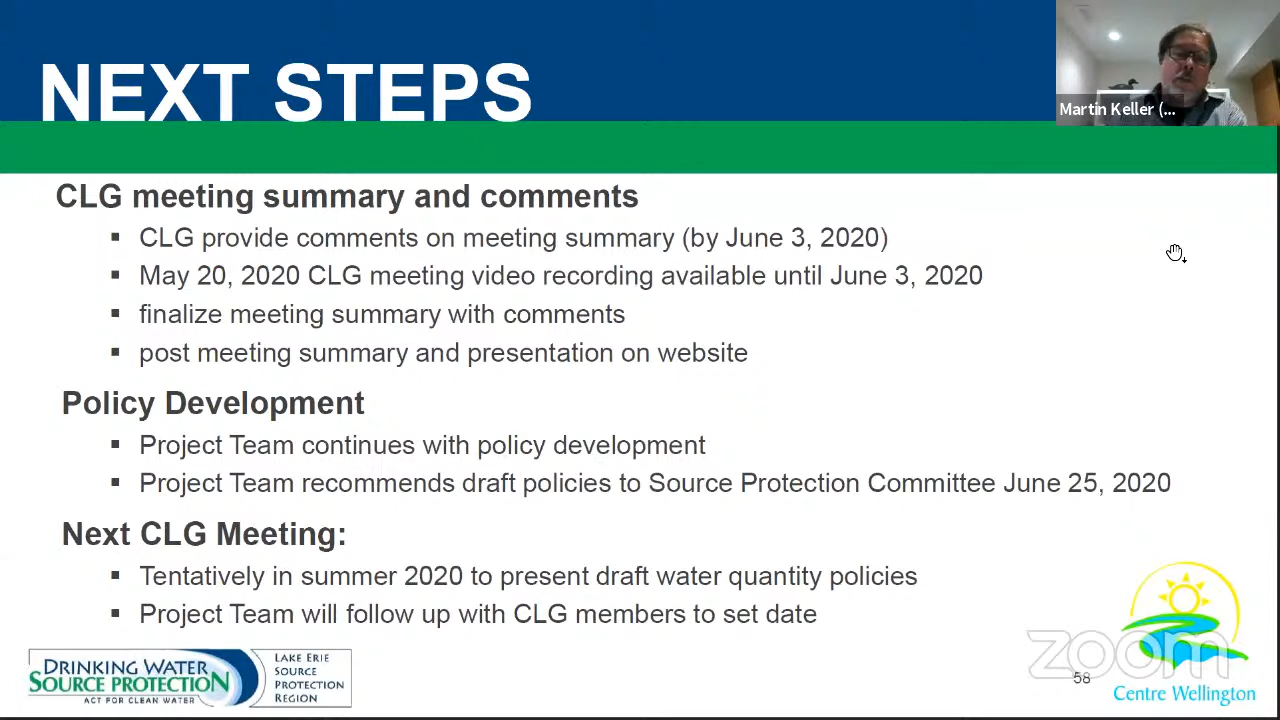 NEXT STEPS
Martin Keller (...
CLG meeting summary and comments
▪ CLG provide comments on meeting summary (by June 3, 2020)
▪ May 20, 2020 CLG meeting video recording available until June 3, 2020
▪ finalize meeting summary with comments
▪ post meeting summary and presentation on website
Policy Development
▪ Project Team continues with policy development
▪ Project Team recommends draft policies to Source Protection Committee June 25, 2020
Next CLG Meeting:
▪ Tentatively in summer 2020 to present draft water quantity policies
▪ Project Team will follow up with CLG members to set date
DRINKING WATER
SOURCE PROTECTION
ACT FOR CLEAN WATER
LAKE ERIE
SOURCE
PROTECTION
REGION
zoom
58
Centre Wellington